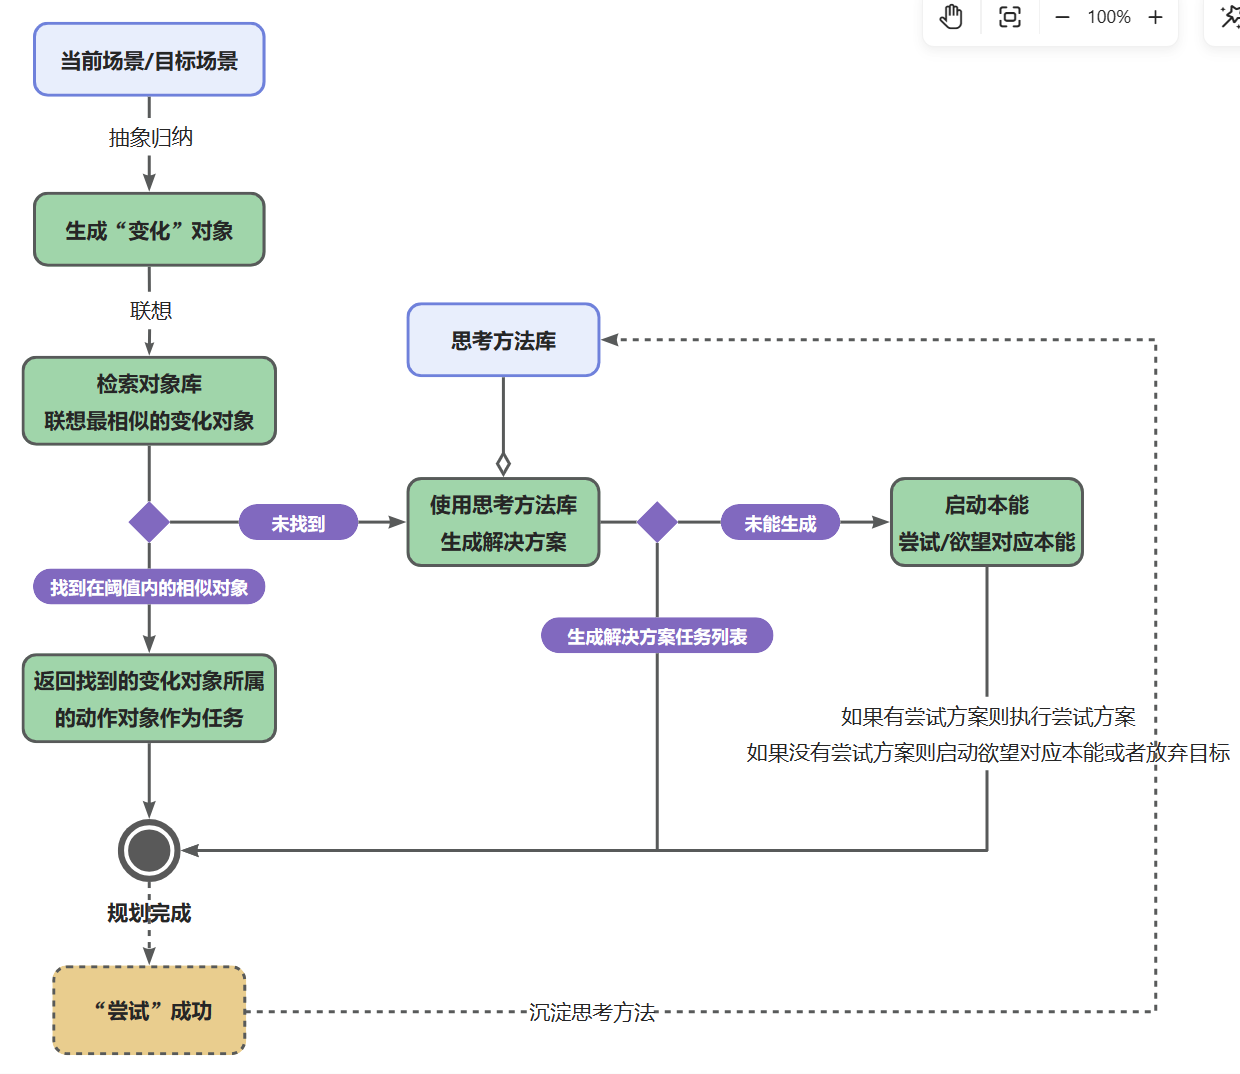 100%
当前场景/目标场景
抽象归纳
生成“变化”对象
联想
思考方法库
检索对象库
联想最相似的变化对象
未找到
使用思考方法库
生成解决方案
未能生成
启动本能
尝试/欲望对应本能
找到在阈值内的相似对象
生成解决方案任务列表
返回找到的变化对象所属
的动作对象作为任务
如果有尝试方案则执行尝试方案
如果没有尝试方案则启动欲望对应本能或者放弃目标
规划完成
“尝试”成功
沉淀思考方法